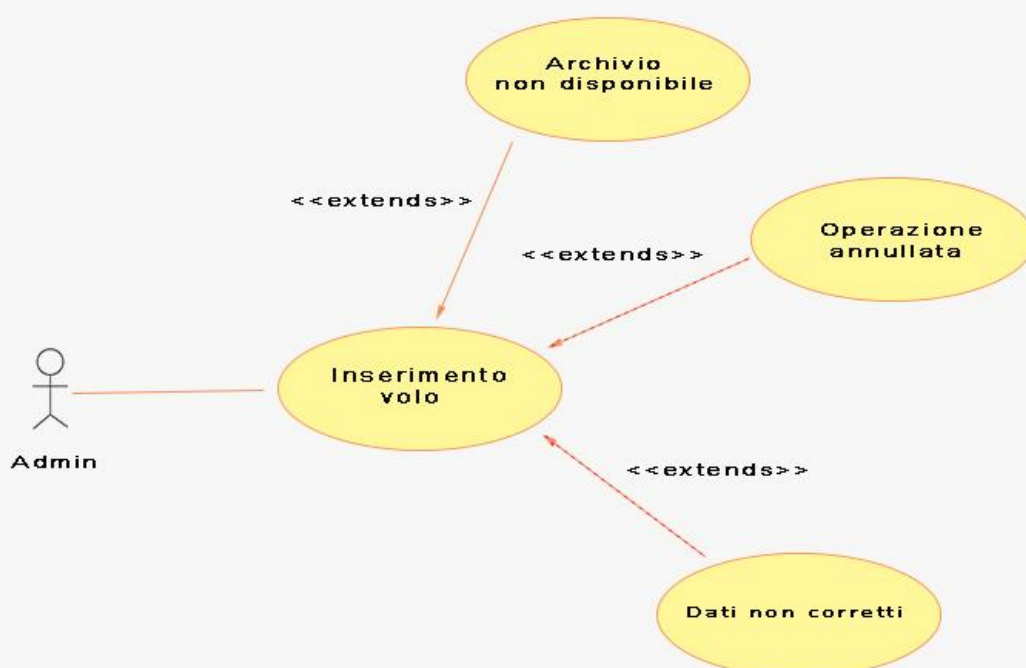 Archivio
non disponibile
<<extends>>
Operazione
annullata
<<extends>>
Inserimento
volo
Admin
<<extends>>
Dati non corretti